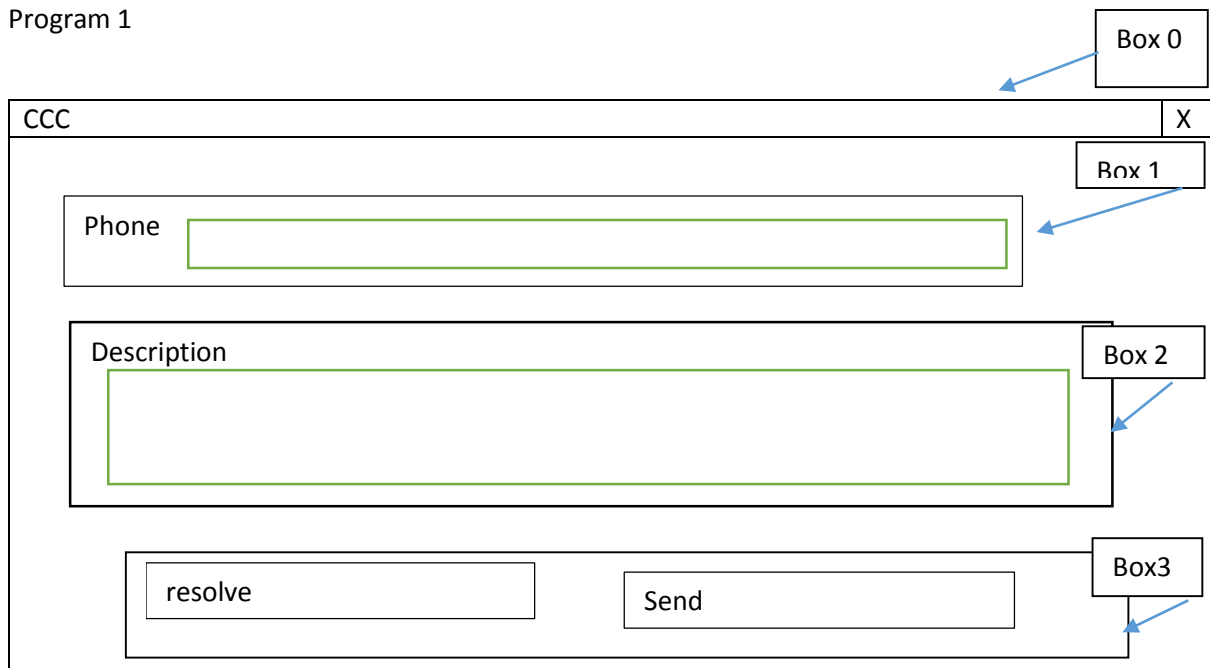 Program 1
Box 0
CCC X
Box 1
Phone
Description
Box 2
resolve
Send
Box3